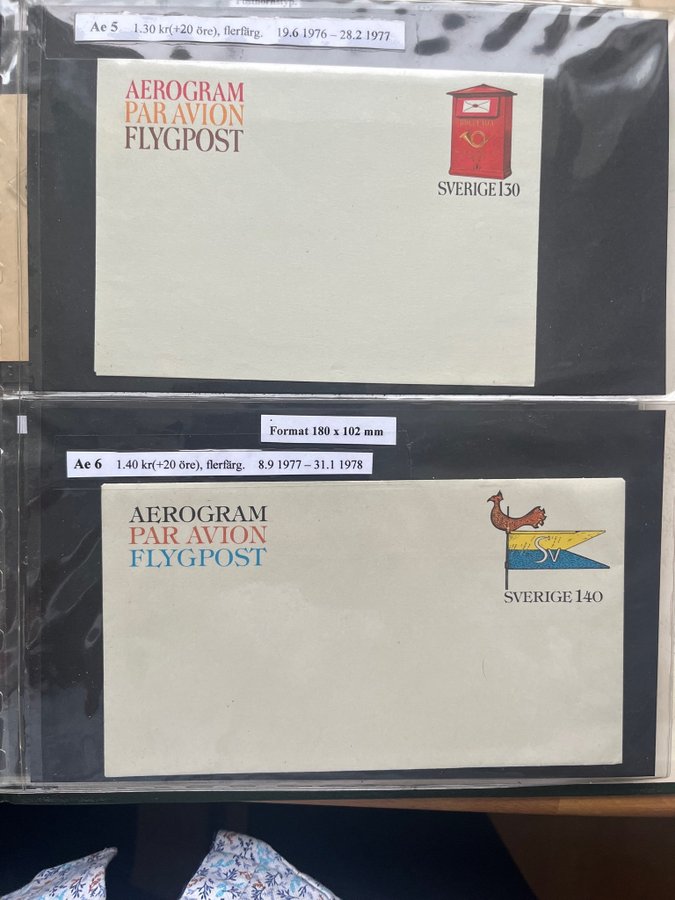 Posthornstyp.
Ae 5 1.30 kr(+20 öre), flerfärg. 19.6 1976 – 28.2 1977
AEROGRAM
PAR AVION
FLYGPOST
SVERIGE 130
Format 180 x 102 mm
Ae 6 1.40 kr(+20 öre), flerfärg. 8.9 1977 – 31.1 1978
AEROGRAM
PAR AVION
FLYGPOST
Sv
SVERIGE 140